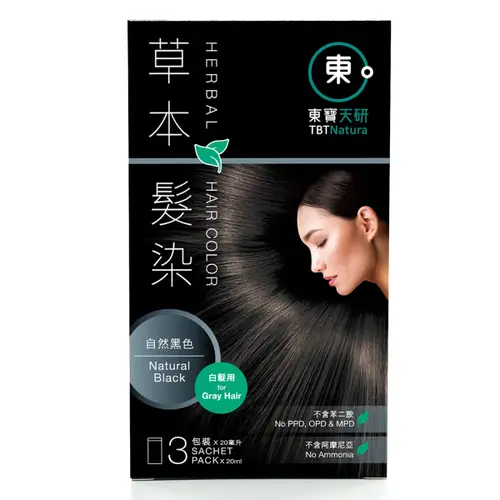 草本髮染
HERBAL HAIR COLOR
東
東寶天研
TBTNatura
自然黑色
Natural
Black
白髮用
for
Gray Hair
不含苯二胺
No PPD, OPD & MPD
不含阿摩尼亞
No Ammonia
3 包裝 X 20毫升
SACHET
PACK X 20ml